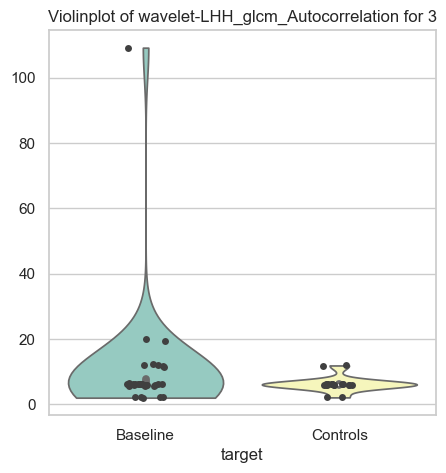 Violinplot of wavelet-LHH_glcm_Autocorrelation for 3
100
80
60
40
20
0
Baseline Controls
target